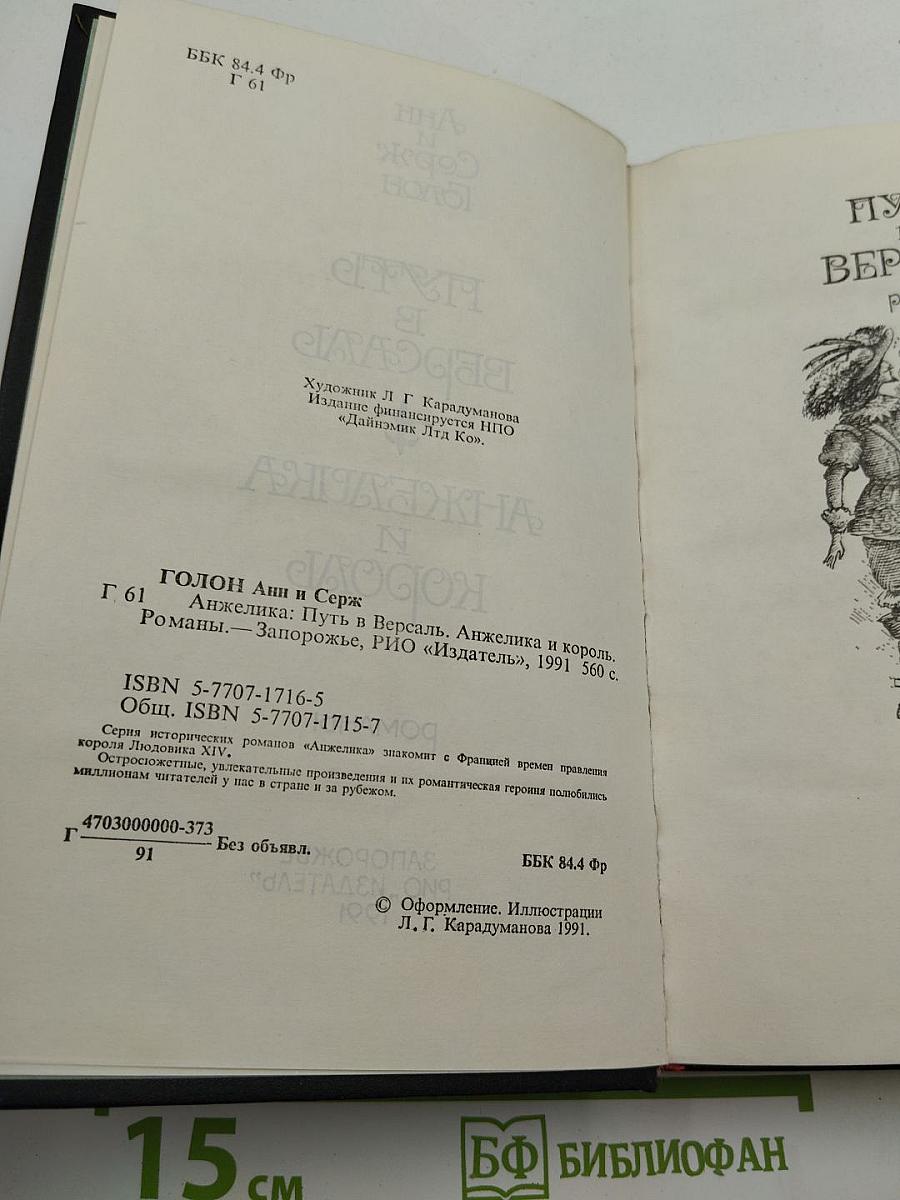 ББК 84.4 Фр
Г 61
Художник Л Г Карадуманова
Издание финансируется НПО
«Дайнэмик Лтд Ко».
ГОЛОН Анн и Серж
Г 61 Анжелика: Путь в Версаль. Анжелика и король.
Романы.— Запорожье, РИО «Издатель», 1991 560 с.
ISBN 5-7707-1716-5
Общ. ISBN 5-7707-1715-7
Серия исторических романов «Анжелика» знакомит с Францией времен правления
короля Людовика XIV.
Остросюжетные, увлекательные произведения и их романтическая героиня полюбились
миллионам читателей у нас в стране и за рубежом.
Г 4703000000-373 Без объявл.
91
ББК 84.4 Фр
© Оформление. Иллюстрации
Л. Г. Карадуманова 1991.
ПУ
ВЕР
15 см
БФ БИБЛИОФАН